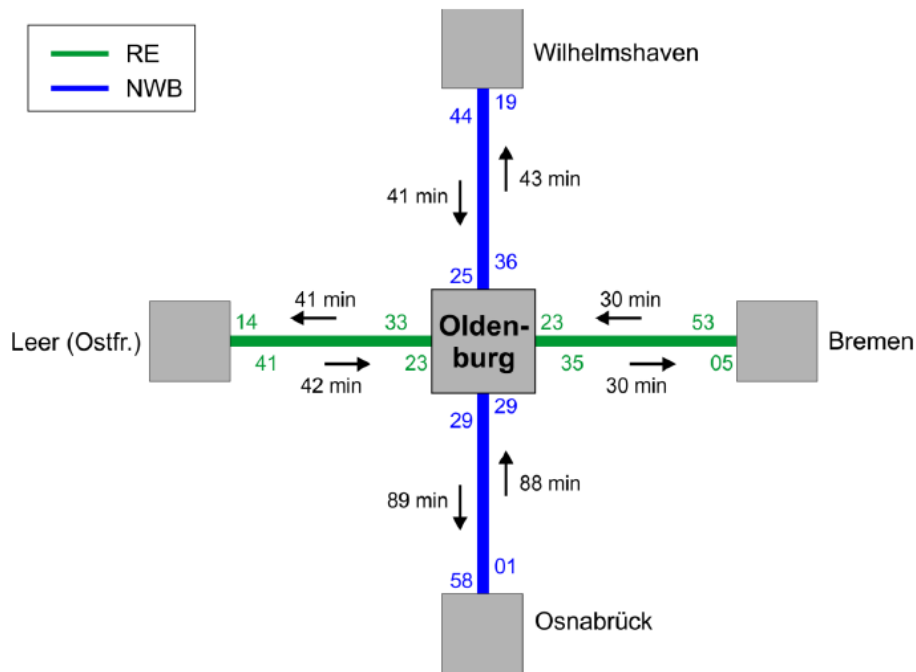 RE
NWB
Wilhelmshaven
44 19
41 min 43 min
25 36
Leer (Ostfr.)
14 41 min 33
41 42 min 23
Olden-
burg
23 30 min 53
35 30 min 05
Bremen
29 29
89 min 88 min
58 01
Osnabrück